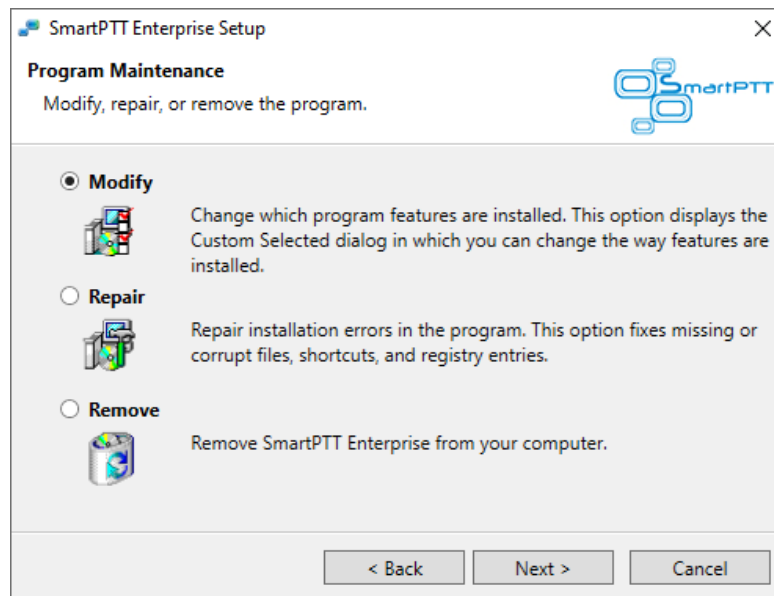 SmartPTT Enterprise Setup
Program Maintenance
Modify, repair, or remove the program.
SmartPTT
Modify
Change which program features are installed. This option displays the
Custom Selected dialog in which you can change the way features are
installed.
Repair
Repair installation errors in the program. This option fixes missing or
corrupt files, shortcuts, and registry entries.
Remove
Remove SmartPTT Enterprise from your computer.
< Back
Next >
Cancel